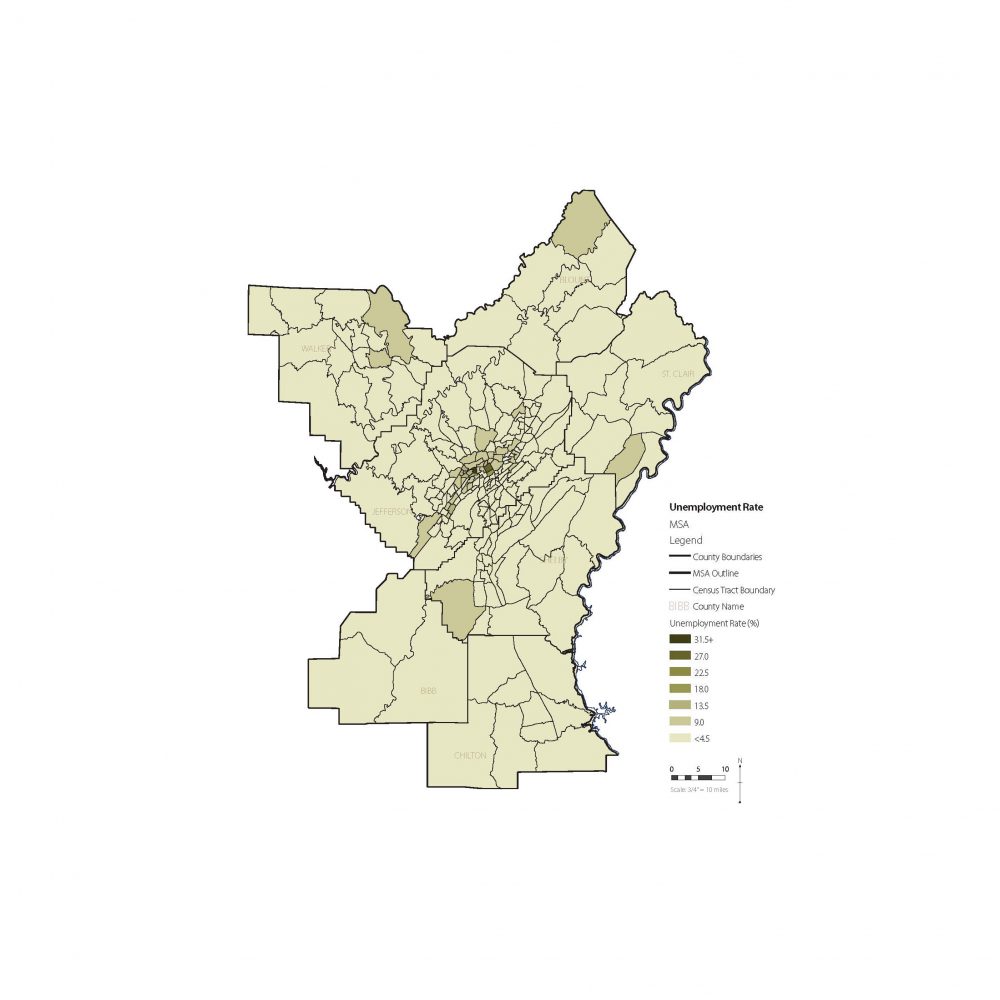 BLOUNT
WALKER
ST. CLAIR
JEFFERSON
SHELBY
BIBB
CHILTON
Unemployment Rate
MSA
Legend
County Boundaries
MSA Outline
Census Tract Boundary
BIBB County Name
Unemployment Rate (%)
31.5+
27.0
22.5
18.0
13.5
9.0
<4.5
N
0 5 10
Scale: 3/4" = 10 miles